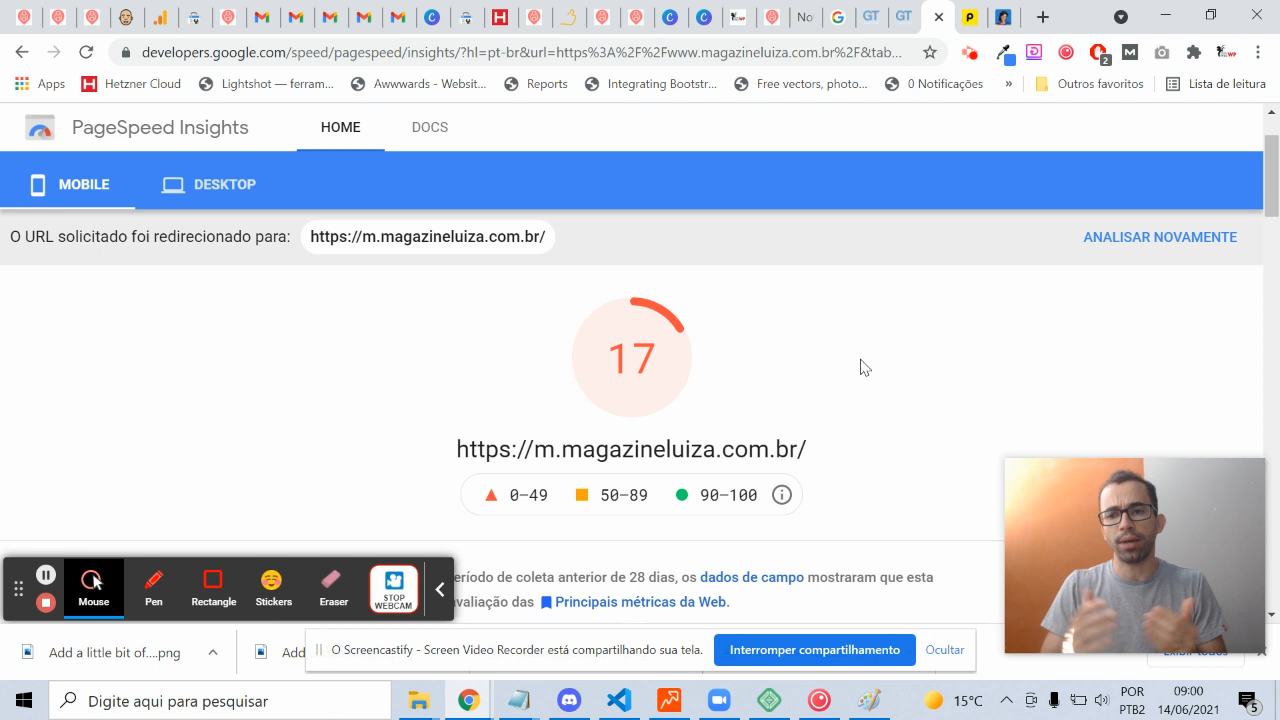 No
GT
GT
developers.google.com/speed/pagespeed/insights/?hl=pt-br&url=https%3A%2F%2Fwww.magazineluiza.com.br%2F&tab...
2
Apps
Hetzner Cloud
Lightshot — ferram...
Awwwards - Websit...
Reports
Integrating Bootstr...
Free vectors, photo...
0 Notificações
»
Outros favoritos
Lista de leitura
PageSpeed Insights
HOME
DOCS
MOBILE
DESKTOP
O URL solicitado foi redirecionado para: https://m.magazineluiza.com.br/
ANALISAR NOVAMENTE
17
https://m.magazineluiza.com.br/
0–49
50–89
90–100
eríodo de coleta anterior de 28 dias, os dados de campo mostraram que esta
avaliação das Principais métricas da Web.
Mouse
Pen
Rectangle
Stickers
Eraser
STOP WEBCAM
Add a little bit of....png
Add
O Screencastify - Screen Video Recorder está compartilhando sua tela.
Interromper compartilhamento
Ocultar
Digite aqui para pesquisar
15°C
POR
PTB2
09:00
14/06/2021
5